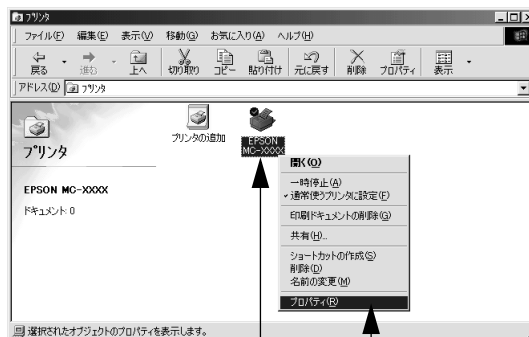 プリンタ
ファイル(F) 編集(E) 表示(V) 移動(G) お気に入り(A) ヘルプ(H)
戻る 進む 上へ 切り取り コピー 貼り付け 元に戻す 削除 プロパティ 表示
アドレス(D) プリンタ
プリンタ
EPSON MC-XXXX
ドキュメント: 0
プリンタの追加
EPSON
MC-XXXX
開く(O)
一時停止(A)
通常使うプリンタに設定(F)
印刷ドキュメントの削除(G)
共有(H)...
ショートカットの作成(S)
削除(D)
名前の変更(M)
プロパティ(R)
選択されたオブジェクトのプロパティを表示します。